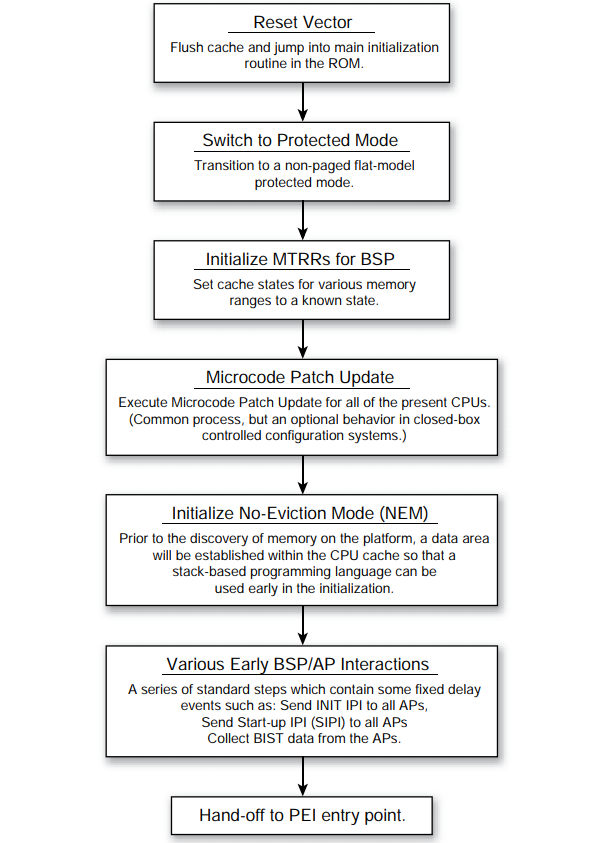 Reset Vector
Flush cache and jump into main initialization
routine in the ROM.
Switch to Protected Mode
Transition to a non-paged flat-model
protected mode.
Initialize MTRRs for BSP
Set cache states for various memory
ranges to a known state.
Microcode Patch Update
Execute Microcode Patch Update for all of the present CPUs.
(Common process, but an optional behavior in closed-box
controlled configuration systems.)
Initialize No-Eviction Mode (NEM)
Prior to the discovery of memory on the platform, a data area
will be established within the CPU cache so that a
stack-based programming language can be
used early in the initialization.
Various Early BSP/AP Interactions
A series of standard steps which contain some fixed delay
events such as: Send INIT IPI to all APs,
Send Start-up IPI (SIPI) to all APs
Collect BIST data from the APs.
Hand-off to PEI entry point.